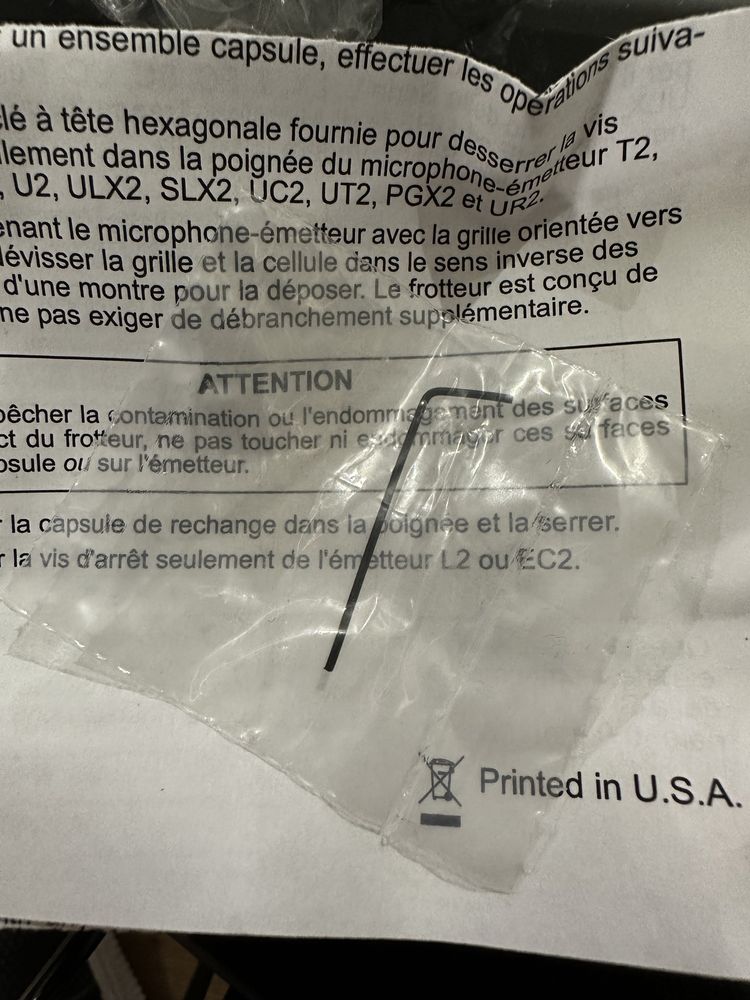 un ensemble capsule, effectuer les opérations suiva-
lé à tête hexagonale fournie pour desserrer la vis
lement dans la poignée du microphone-émetteur T2,
, U2, ULX2, SLX2, UC2, UT2, PGX2 et UR2.
enant le microphone-émetteur avec la grille orientée vers
lévisser la grille et la cellule dans le sens inverse des
d'une montre pour la déposer. Le frotteur est conçu de
ne pas exiger de débranchement supplémentaire.
ATTENTION
pêcher la contamination ou l'endommagement des surfaces
ct du frotteur, ne pas toucher ni endommager ces surfaces
psule ou sur l'émetteur.
r la capsule de rechange dans la poignée et la serrer.
r la vis d'arrêt seulement de l'émetteur L2 ou EC2.
Printed in U.S.A.